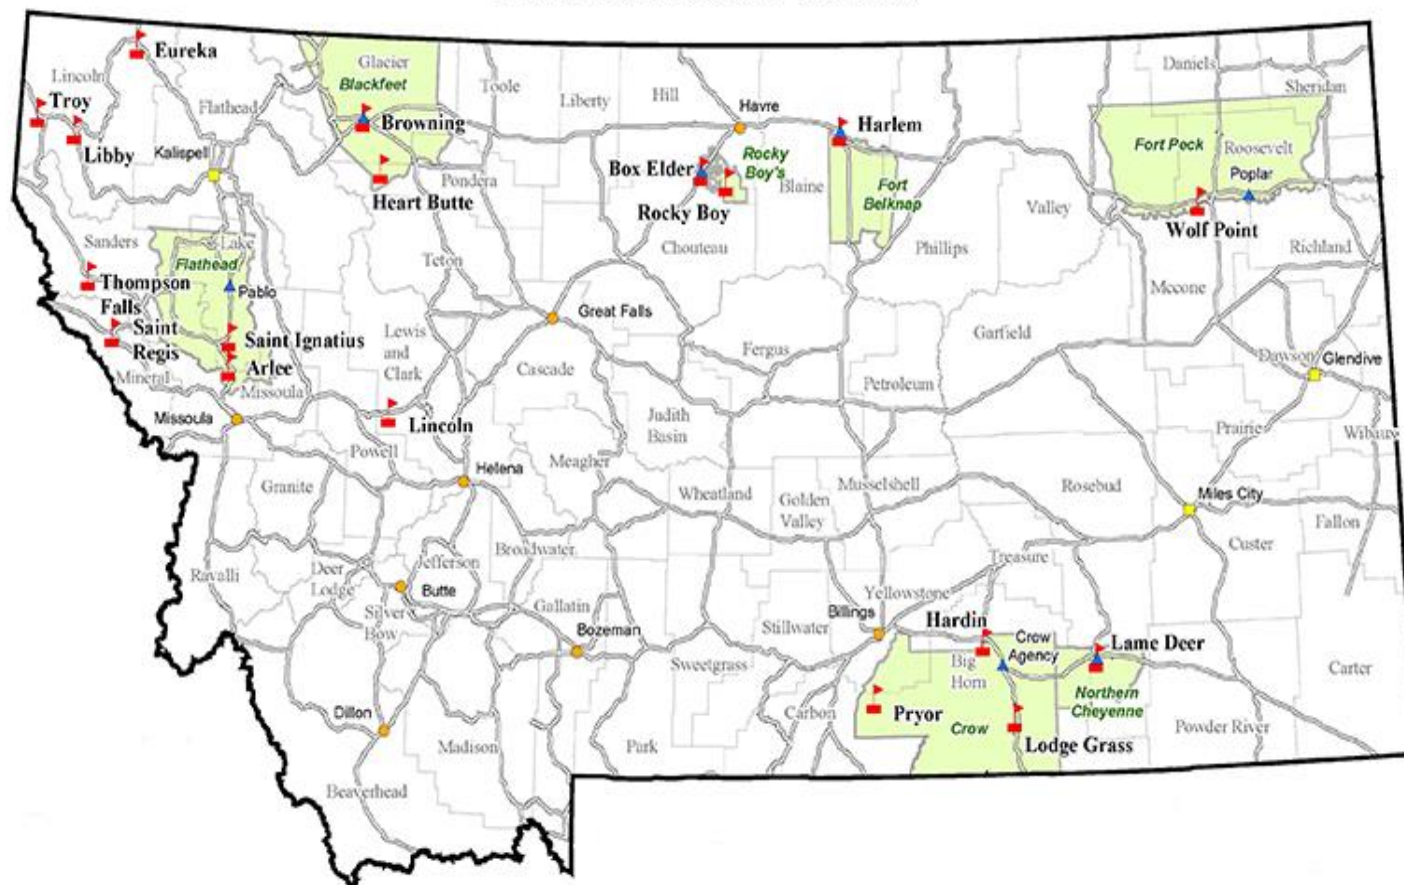 Eureka
Glacier
Blackfeet
Lincoln
Troy
Flathead
Toole
Liberty
Hill
Havre
Daniels
Sheridan
Libby
Kalispell
Browning
Box Elder
Rocky
Boy's
Harlem
Fort Peck
Roosevelt
Poplar
Heart Butte
Pondera
Rocky Boy
Blaine
Fort
Belknap
Valley
Wolf Point
Sanders
Lake
Flathead
Teton
Chouteau
Phillips
Richland
Thompson
Falls
Pablo
Mccone
Saint
Regis
Saint Ignatius
Arlee
Lewis
and
Clark
Great Falls
Cascade
Fergus
Garfield
Dawson
Glendive
Mineral
Missoula
Missoula
Lincoln
Judith
Basin
Petroleum
Prairie
Wibaux
Powell
Helena
Meagher
Granite
Wheatland
Golden
Valley
Musselshell
Rosebud
Miles City
Fallon
Custer
Ravalli
Deer
Lodge
Jefferson
Broadwater
Treasure
Butte
Silver
Bow
Gallatin
Bozeman
Billings
Yellowstone
Stillwater
Hardin
Crow
Agency
Lame Deer
Sweetgrass
Big
Horn
Carter
Dillon
Madison
Park
Carbon
Pryor
Crow
Northern
Cheyenne
Lodge Grass
Powder River
Beaverhead